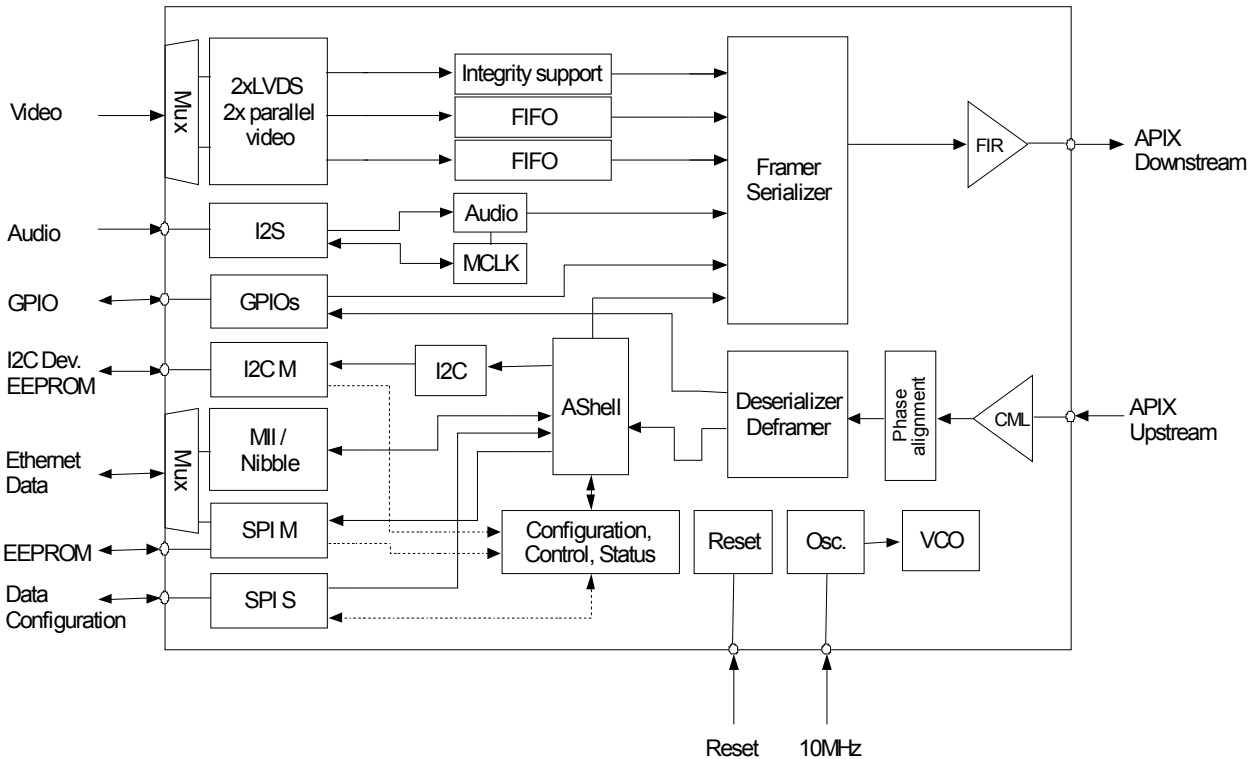 Video
Mux
2xLVDS
2x parallel
video
Integrity support
FIFO
FIFO
Framer
Serializer
FIR
APIX
Downstream
Audio
I2S
Audio
MCLK
GPIO
GPIOs
I2C Dev.
EEPROM
I2C M
I2C
AShell
Deserializer
Deframer
Phase
alignment
CML
APIX
Upstream
Ethernet
Data
Mux
MII /
Nibble
EEPROM
SPI M
Configuration,
Control, Status
Reset
Osc.
VCO
Data
Configuration
SPI S
Reset
10MHz